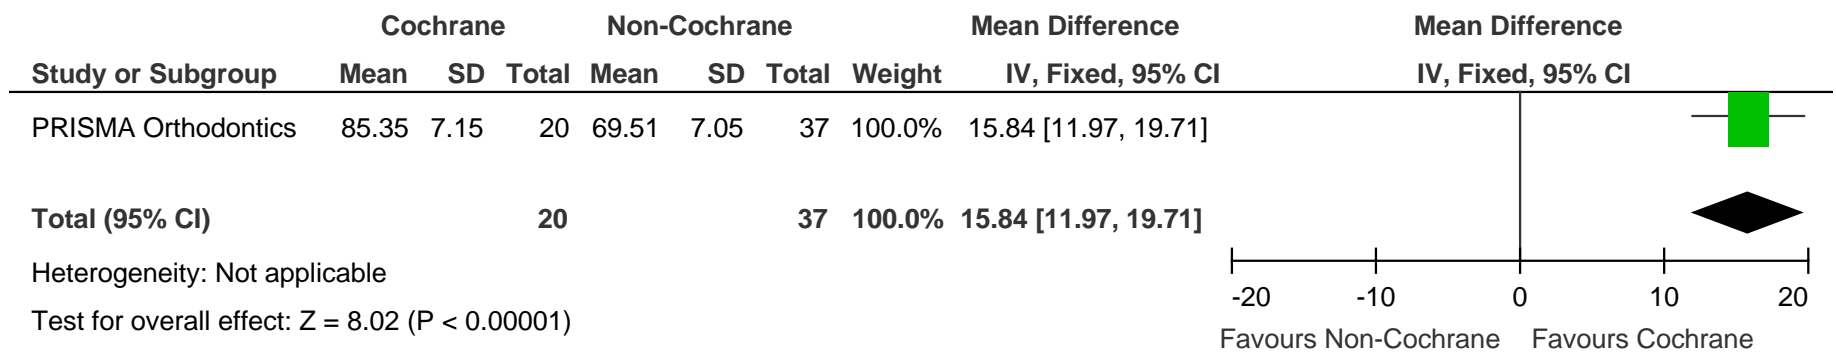 Cochrane Non-Cochrane Mean Difference Mean Difference
Study or Subgroup Mean SD Total Mean SD Total Weight IV, Fixed, 95% CI IV, Fixed, 95% CI
PRISMA Orthodontics 85.35 7.15 20 69.51 7.05 37 100.0% 15.84 [11.97, 19.71]
Total (95% CI) 20 37 100.0% 15.84 [11.97, 19.71]
Heterogeneity: Not applicable
Test for overall effect: Z = 8.02 (P < 0.00001)
-20 -10 0 10 20
Favours Non-Cochrane Favours Cochrane